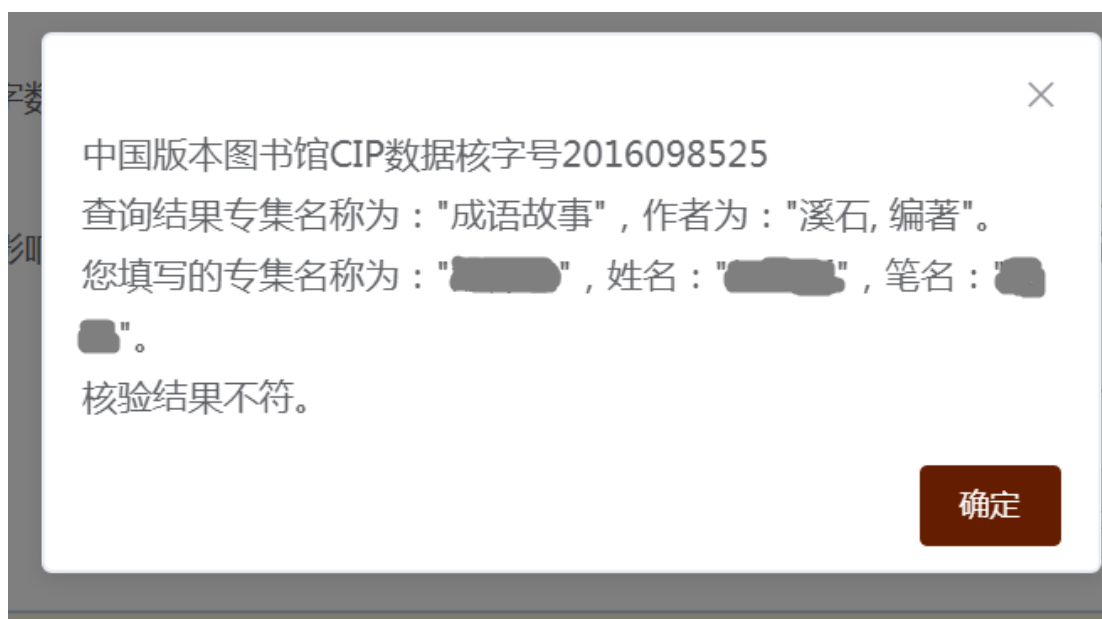 字数
中国版本图书馆CIP数据核字号2016098525
查询结果专集名称为："成语故事"，作者为："溪石, 编著"。
您填写的专集名称为：""，姓名：""，笔名："
"。
核验结果不符。
确定